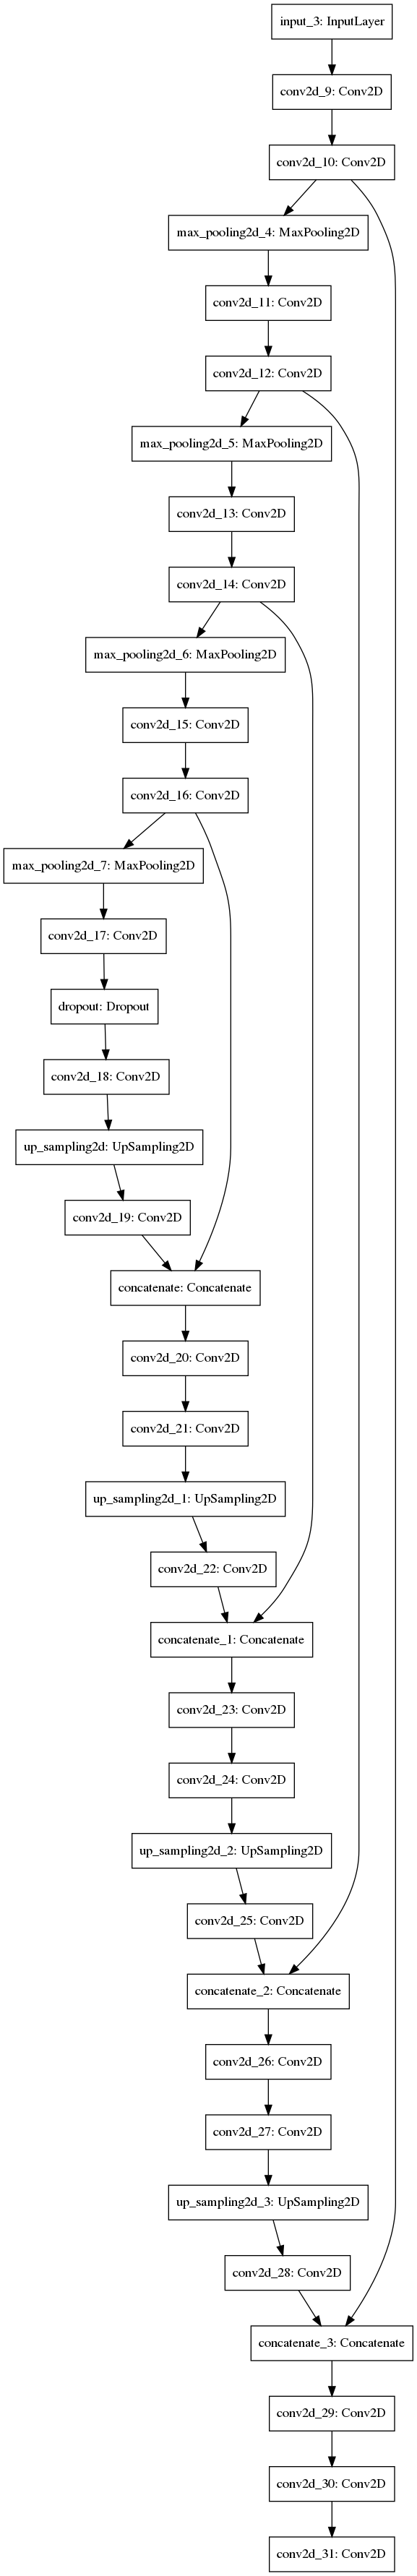 input_3: InputLayer
conv2d_9: Conv2D
conv2d_10: Conv2D
max_pooling2d_4: MaxPooling2D
conv2d_11: Conv2D
conv2d_12: Conv2D
max_pooling2d_5: MaxPooling2D
conv2d_13: Conv2D
conv2d_14: Conv2D
max_pooling2d_6: MaxPooling2D
conv2d_15: Conv2D
conv2d_16: Conv2D
max_pooling2d_7: MaxPooling2D
conv2d_17: Conv2D
dropout: Dropout
conv2d_18: Conv2D
up_sampling2d: UpSampling2D
conv2d_19: Conv2D
concatenate: Concatenate
conv2d_20: Conv2D
conv2d_21: Conv2D
up_sampling2d_1: UpSampling2D
conv2d_22: Conv2D
concatenate_1: Concatenate
conv2d_23: Conv2D
conv2d_24: Conv2D
up_sampling2d_2: UpSampling2D
conv2d_25: Conv2D
concatenate_2: Concatenate
conv2d_26: Conv2D
conv2d_27: Conv2D
up_sampling2d_3: UpSampling2D
conv2d_28: Conv2D
concatenate_3: Concatenate
conv2d_29: Conv2D
conv2d_30: Conv2D
conv2d_31: Conv2D